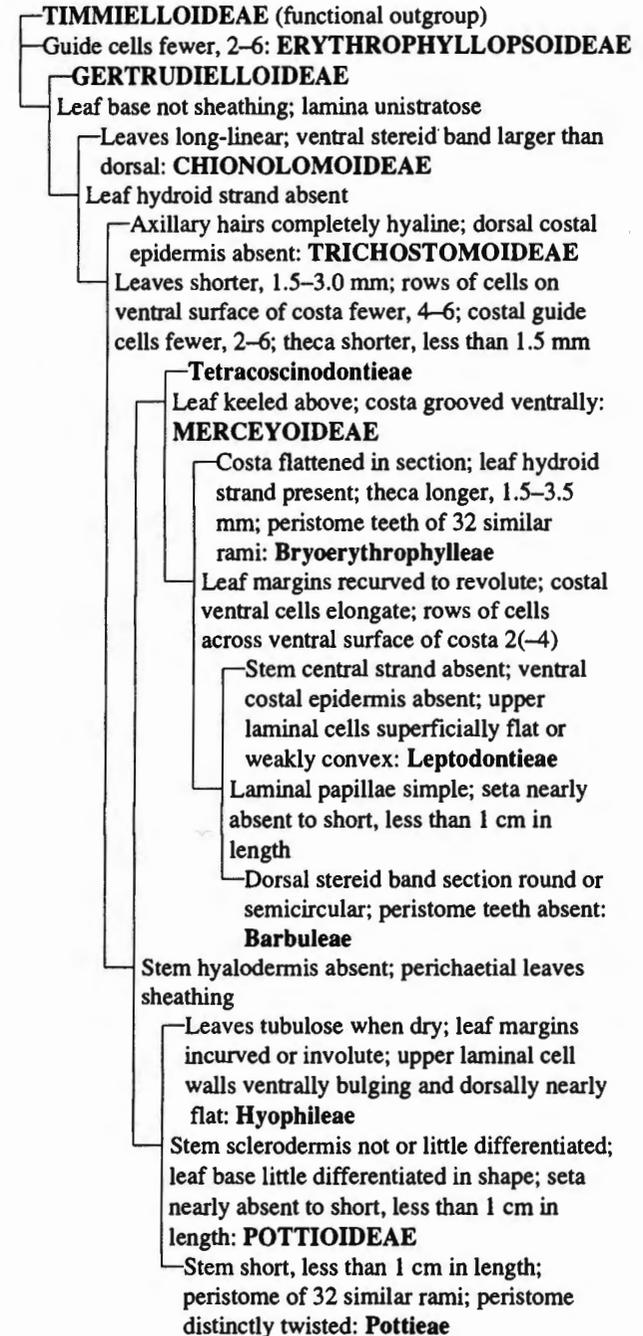 TIMMIELLOIDEAE (functional outgroup)
Guide cells fewer, 2–6: ERYTHROPHYLLOPSOIDEAE
GERTRUDIELLOIDEAE
Leaf base not sheathing; lamina unistratose
Leaves long-linear; ventral stereid band larger than
dorsal: CHIONOLOMOIDEAE
Leaf hydroid strand absent
Axillary hairs completely hyaline; dorsal costal
epidermis absent: TRICHOSTOMOIDEAE
Leaves shorter, 1.5–3.0 mm; rows of cells on
ventral surface of costa fewer, 4–6; costal guide
cells fewer, 2–6; theca shorter, less than 1.5 mm
Tetracoscinodontieae
Leaf keeled above; costa grooved ventrally:
MERCEYOIDEAE
Costa flattened in section; leaf hydroid
strand present; theca longer, 1.5–3.5
mm; peristome teeth of 32 similar
rami: Bryoerythrophylleae
Leaf margins recurved to revolute; costal
ventral cells elongate; rows of cells
across ventral surface of costa 2(–4)
Stem central strand absent; ventral
costal epidermis absent; upper
laminal cells superficially flat or
weakly convex: Leptodontieae
Laminal papillae simple; seta nearly
absent to short, less than 1 cm in
length
Dorsal stereid band section round or
semicircular; peristome teeth absent:
Barbuleae
Stem hyalodermis absent; perichaetial leaves
sheathing
Leaves tubulose when dry; leaf margins
incurved or involute; upper laminal cell
walls ventrally bulging and dorsally nearly
flat: Hyophileae
Stem sclerodermis not or little differentiated;
leaf base little differentiated in shape; seta
nearly absent to short, less than 1 cm in
length: POTTIOIDEAE
Stem short, less than 1 cm in length;
peristome of 32 similar rami; peristome
distinctly twisted: Pottieae